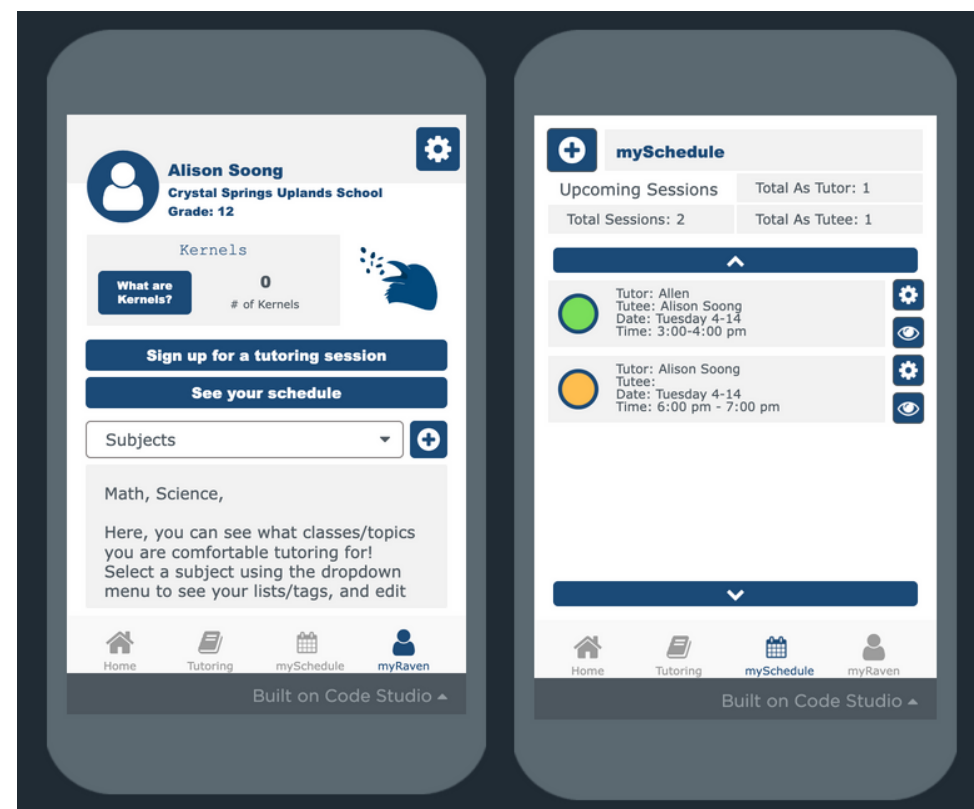 Alison Soong
Crystal Springs Uplands School
Grade: 12
Kernels
What are
Kernels?
0
# of Kernels
Sign up for a tutoring session
See your schedule
Subjects
Math, Science,
Here, you can see what classes/topics
you are comfortable tutoring for!
Select a subject using the dropdown
menu to see your lists/tags, and edit
Home Tutoring mySchedule myRaven
Built on Code Studio
mySchedule
Upcoming Sessions Total As Tutor: 1
Total Sessions: 2 Total As Tutee: 1
Tutor: Allen
Tutee: Alison Soong
Date: Tuesday 4-14
Time: 3:00-4:00 pm
Tutor: Alison Soong
Tutee:
Date: Tuesday 4-14
Time: 6:00 pm - 7:00 pm
Home Tutoring mySchedule myRaven
Built on Code Studio